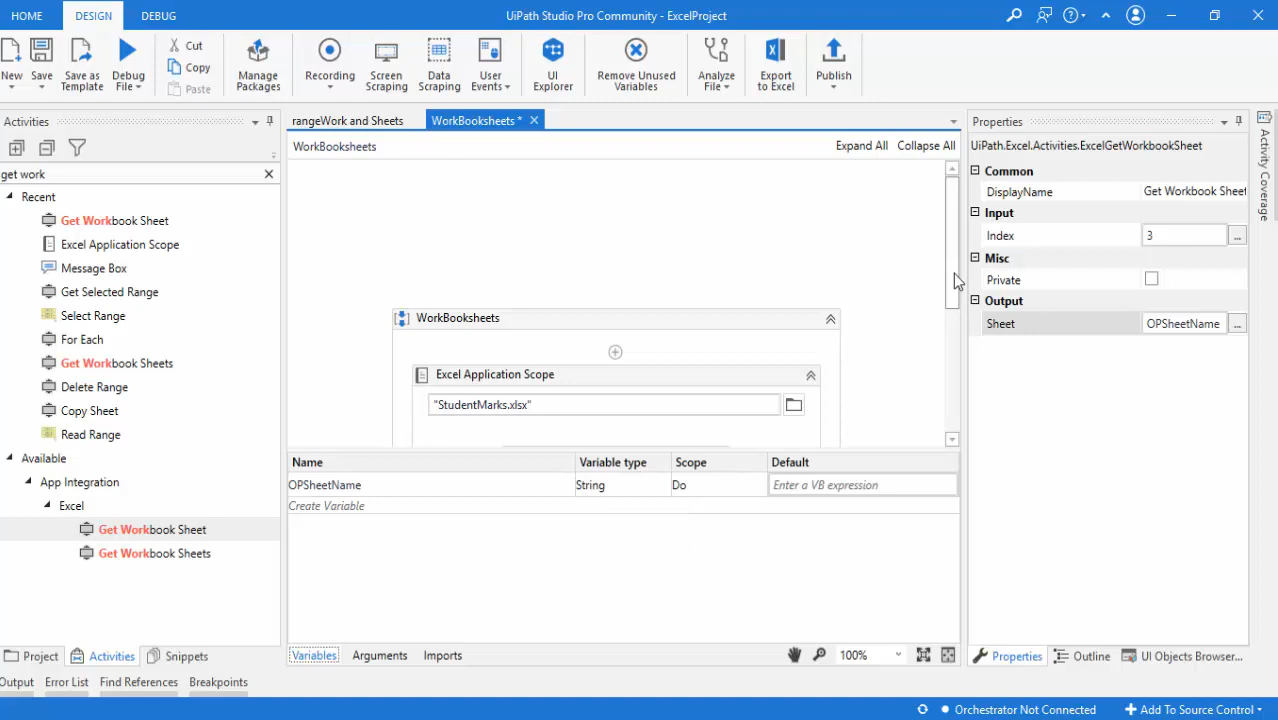 HOME DESIGN DEBUG UiPath Studio Pro Community - ExcelProject
New Save Save as Template Debug File Cut Copy Paste Manage Packages Recording Screen Scraping Data Scraping User Events UI Explorer Remove Unused Variables Analyze File Export to Excel Publish
Activities
get work
Recent
Get Workbook Sheet
Excel Application Scope
Message Box
Get Selected Range
Select Range
For Each
Get Workbook Sheets
Delete Range
Copy Sheet
Read Range
Available
App Integration
Excel
Get Workbook Sheet
Get Workbook Sheets
Project Activities Snippets
rangeWork and Sheets WorkBooksheets *
WorkBooksheets Expand All Collapse All
WorkBooksheets
Excel Application Scope
"StudentMarks.xlsx"
Name Variable type Scope Default
OPSheetName String Do Enter a VB expression
Create Variable
Variables Arguments Imports 100%
Properties
UiPath.Excel.Activities.ExcelGetWorkbookSheet
Common
DisplayName Get Workbook Sheet
Input
Index 3 ...
Misc
Private
Output
Sheet OPSheetName ...
Properties Outline UI Objects Browser...
Activity Coverage
Output Error List Find References Breakpoints
Orchestrator Not Connected Add To Source Control